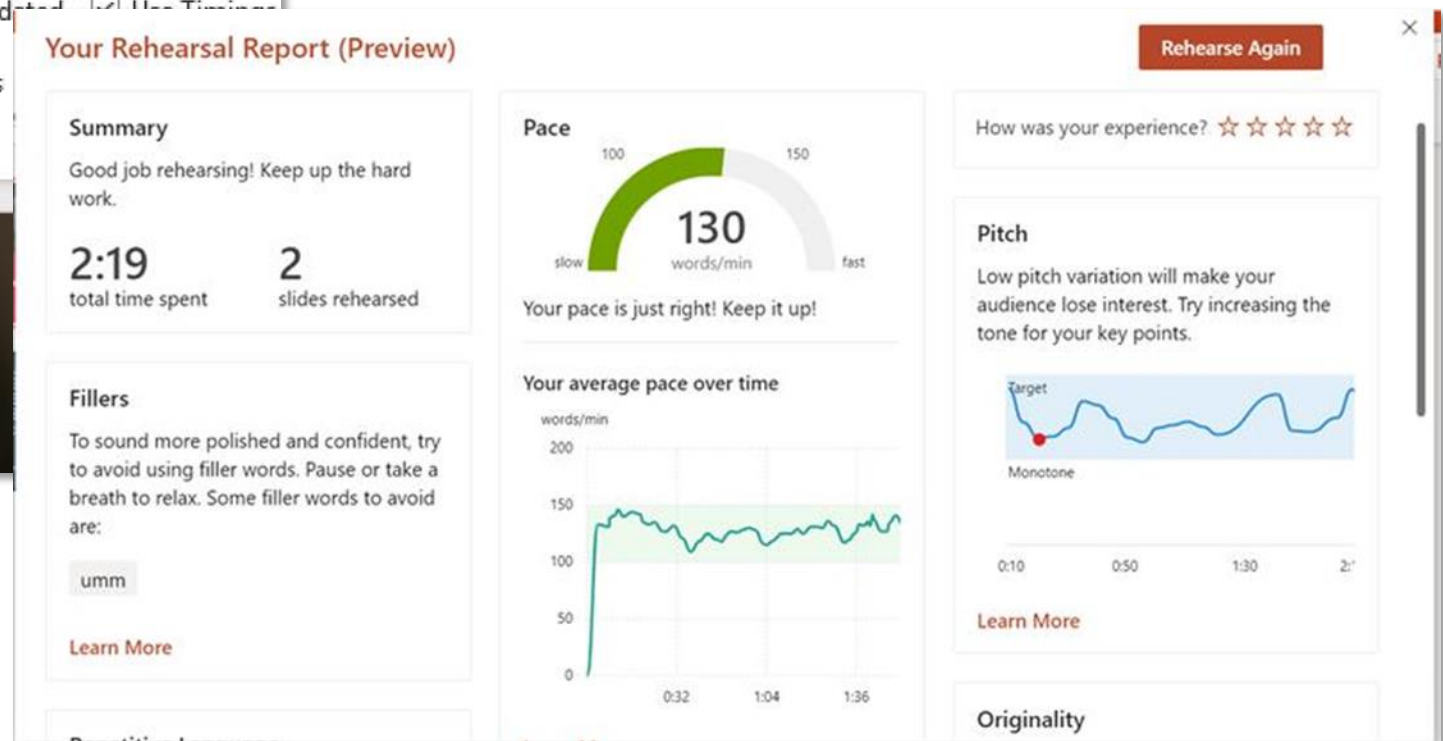 Use Timings
Your Rehearsal Report (Preview)
Rehearse Again
Summary
Good job rehearsing! Keep up the hard
work.
2:19
total time spent
2
slides rehearsed
Fillers
To sound more polished and confident, try
to avoid using filler words. Pause or take a
breath to relax. Some filler words to avoid
are:
umm
Learn More
Pace
100
150
130
words/min
slow
fast
Your pace is just right! Keep it up!
Your average pace over time
words/min
200
150
100
50
0
0:32
1:04
1:36
How was your experience?
Pitch
Low pitch variation will make your
audience lose interest. Try increasing the
tone for your key points.
Target
Monotone
0:10
0:50
1:30
Learn More
Originality